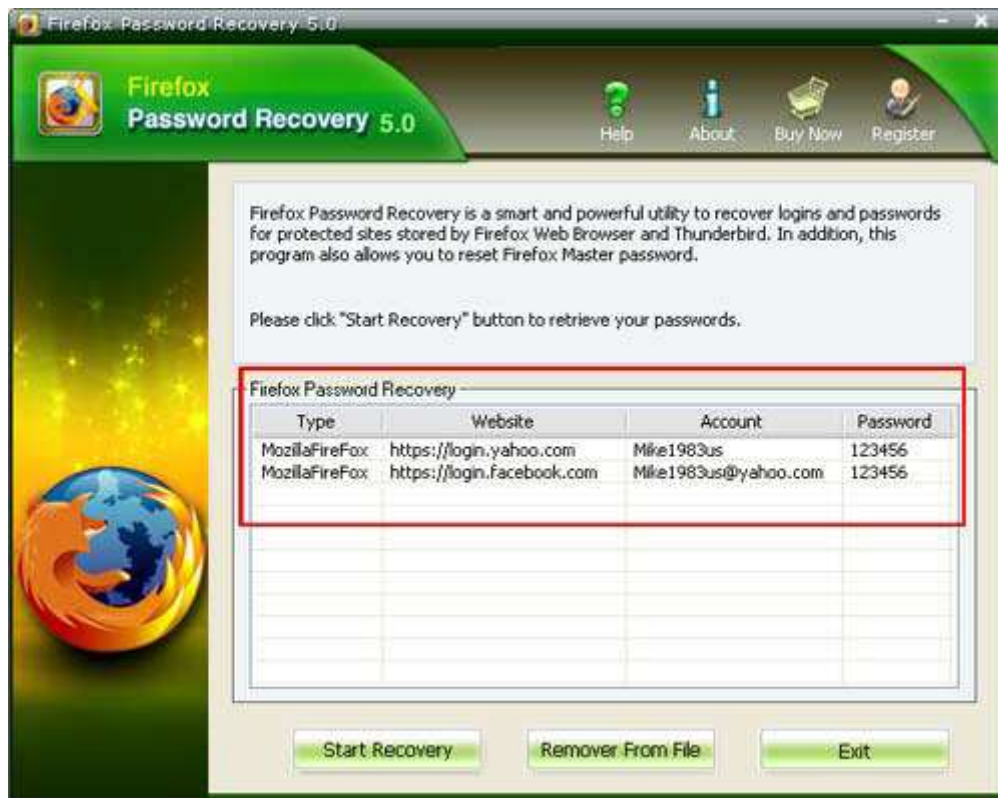 Firefox Password Recovery 5.0
Firefox
Password Recovery 5.0
Help About Buy Now Register
Firefox Password Recovery is a smart and powerful utility to recover logins and passwords
for protected sites stored by Firefox Web Browser and Thunderbird. In addition, this
program also allows you to reset Firefox Master password.
Please click "Start Recovery" button to retrieve your passwords.
Firefox Password Recovery
Type Website Account Password
MozillaFireFox https://login.yahoo.com Mike1983us 123456
MozillaFireFox https://login.facebook.com Mike1983us@yahoo.com 123456
Start Recovery Remover From File Exit